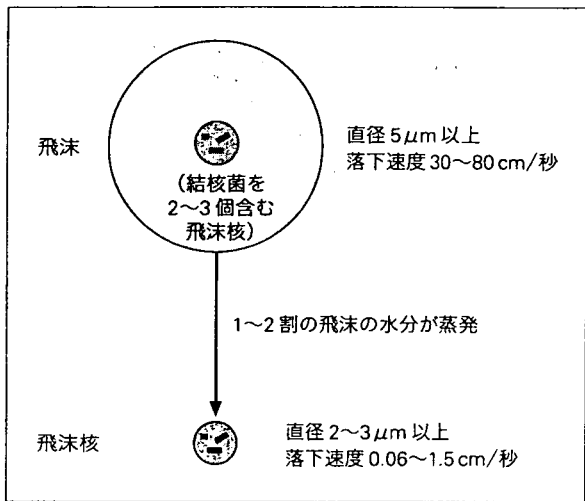 飛沫
(結核菌を
2〜3個含む
飛沫核)
直径5μm以上
落下速度30〜80cm/秒
1〜2割の飛沫の水分が蒸発
飛沫核
直径2〜3μm以上
落下速度0.06〜1.5cm/秒